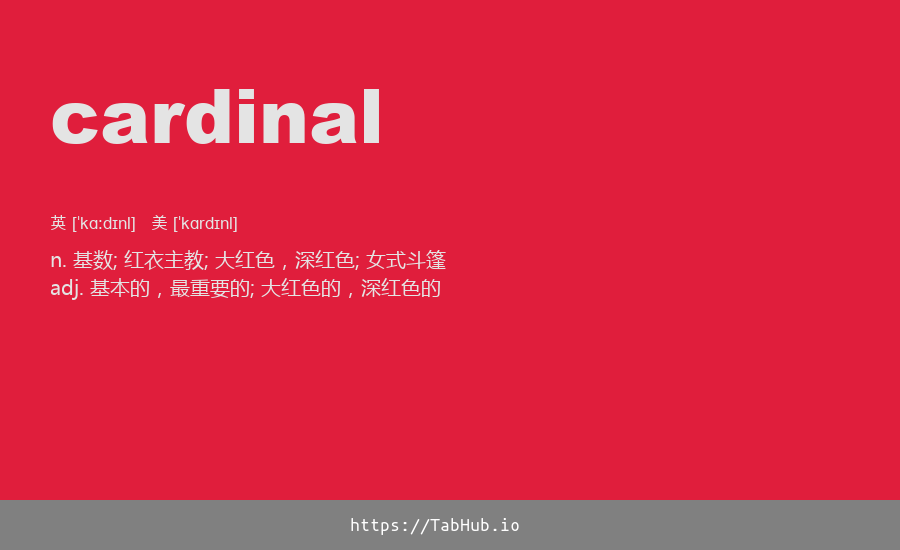 cardinal
英 [ˈkɑːdɪnl] 美 [ˈkɑrdɪnl]
n. 基数; 红衣主教; 大红色，深红色; 女式斗篷
adj. 基本的，最重要的; 大红色的，深红色的
https://TabHub.io